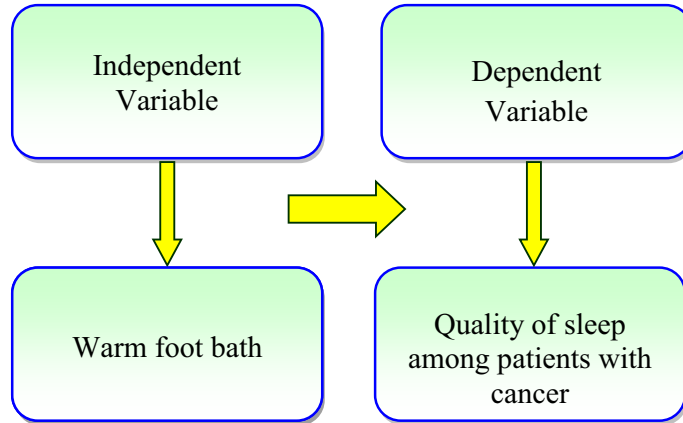 Independent
Variable
Dependent
Variable
Warm foot bath
Quality of sleep
among patients with
cancer